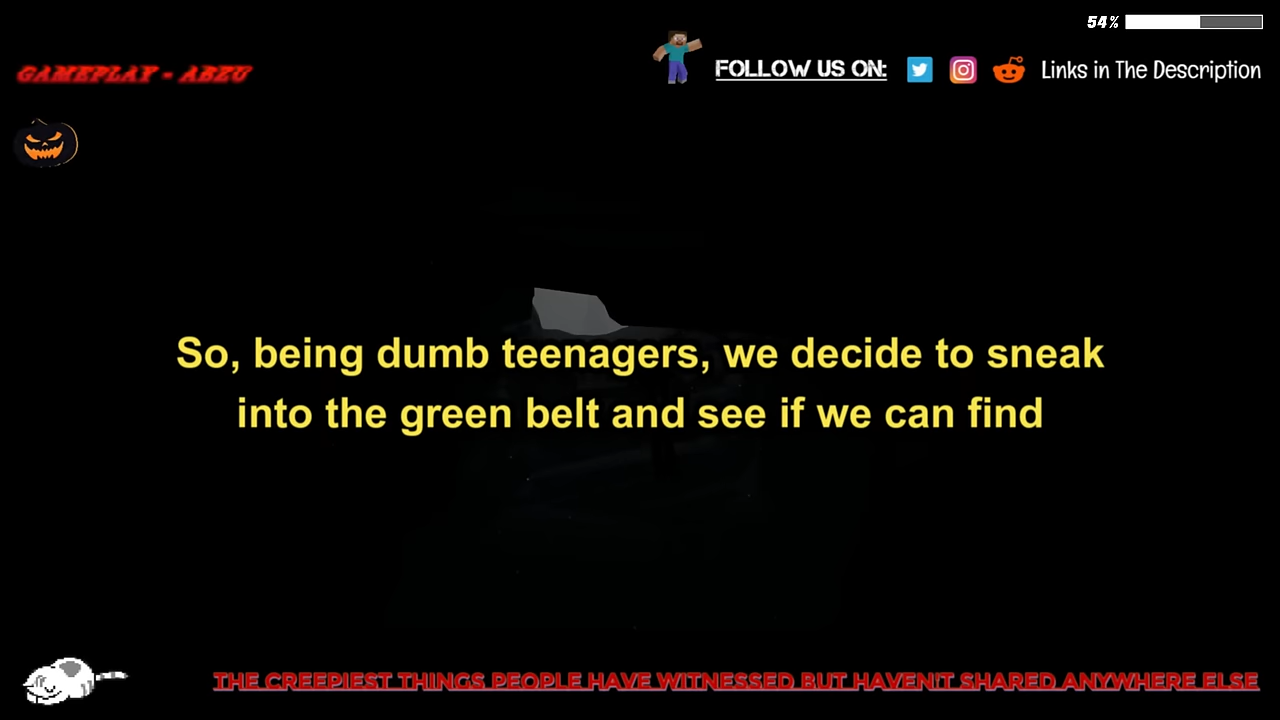 54%
FOLLOW US ON: Links in The Description
GAMEPLAY - ABZU
So, being dumb teenagers, we decide to sneak
into the green belt and see if we can find
THE CREEPIEST THINGS PEOPLE HAVE WITNESSED BUT HAVEN'T SHARED ANYWHERE ELSE